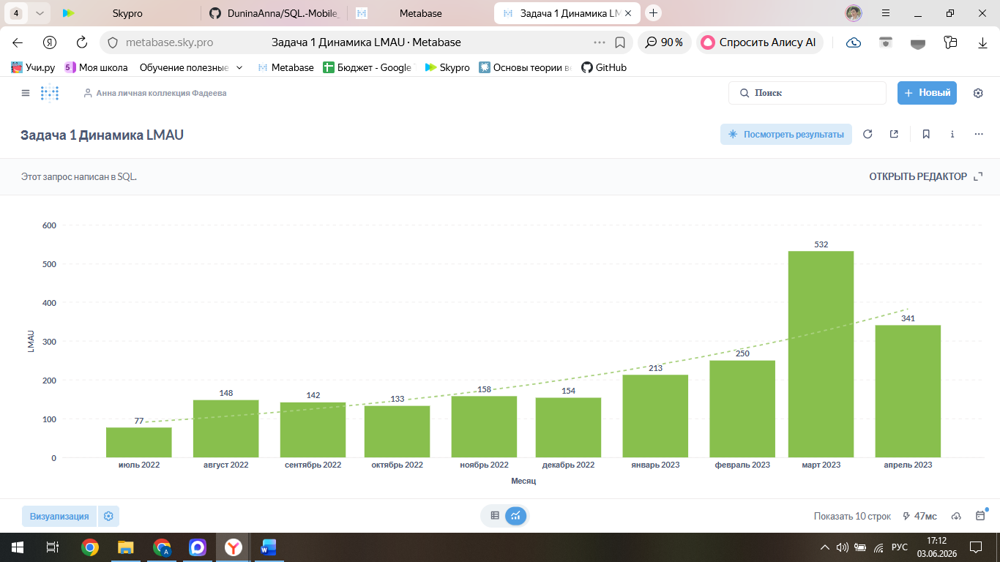 4
Skypro
DuninaAnna/SQL.-Mobile_
Metabase
Задача 1 Динамика LM
metabase.sky.pro
Задача 1 Динамика LMAU · Metabase
90 %
Спросить Алису AI
Учи.ру
5 Моя школа
Обучение полезные
Metabase
Бюджет - Google
Skypro
Основы теории ве
GitHub
Анна личная коллекция Фадеева
Поиск
+ Новый
Задача 1 Динамика LMAU
Посмотреть результаты
Этот запрос написан в SQL.
ОТКРЫТЬ РЕДАКТОР
600
500
400
300
200
100
0
LMAU
77
148
142
133
158
154
213
250
532
341
июль 2022
август 2022
сентябрь 2022
октябрь 2022
ноябрь 2022
декабрь 2022
январь 2023
февраль 2023
март 2023
апрель 2023
Месяц
Визуализация
Показать 10 строк
47мс
РУС
17:12
03.06.2026